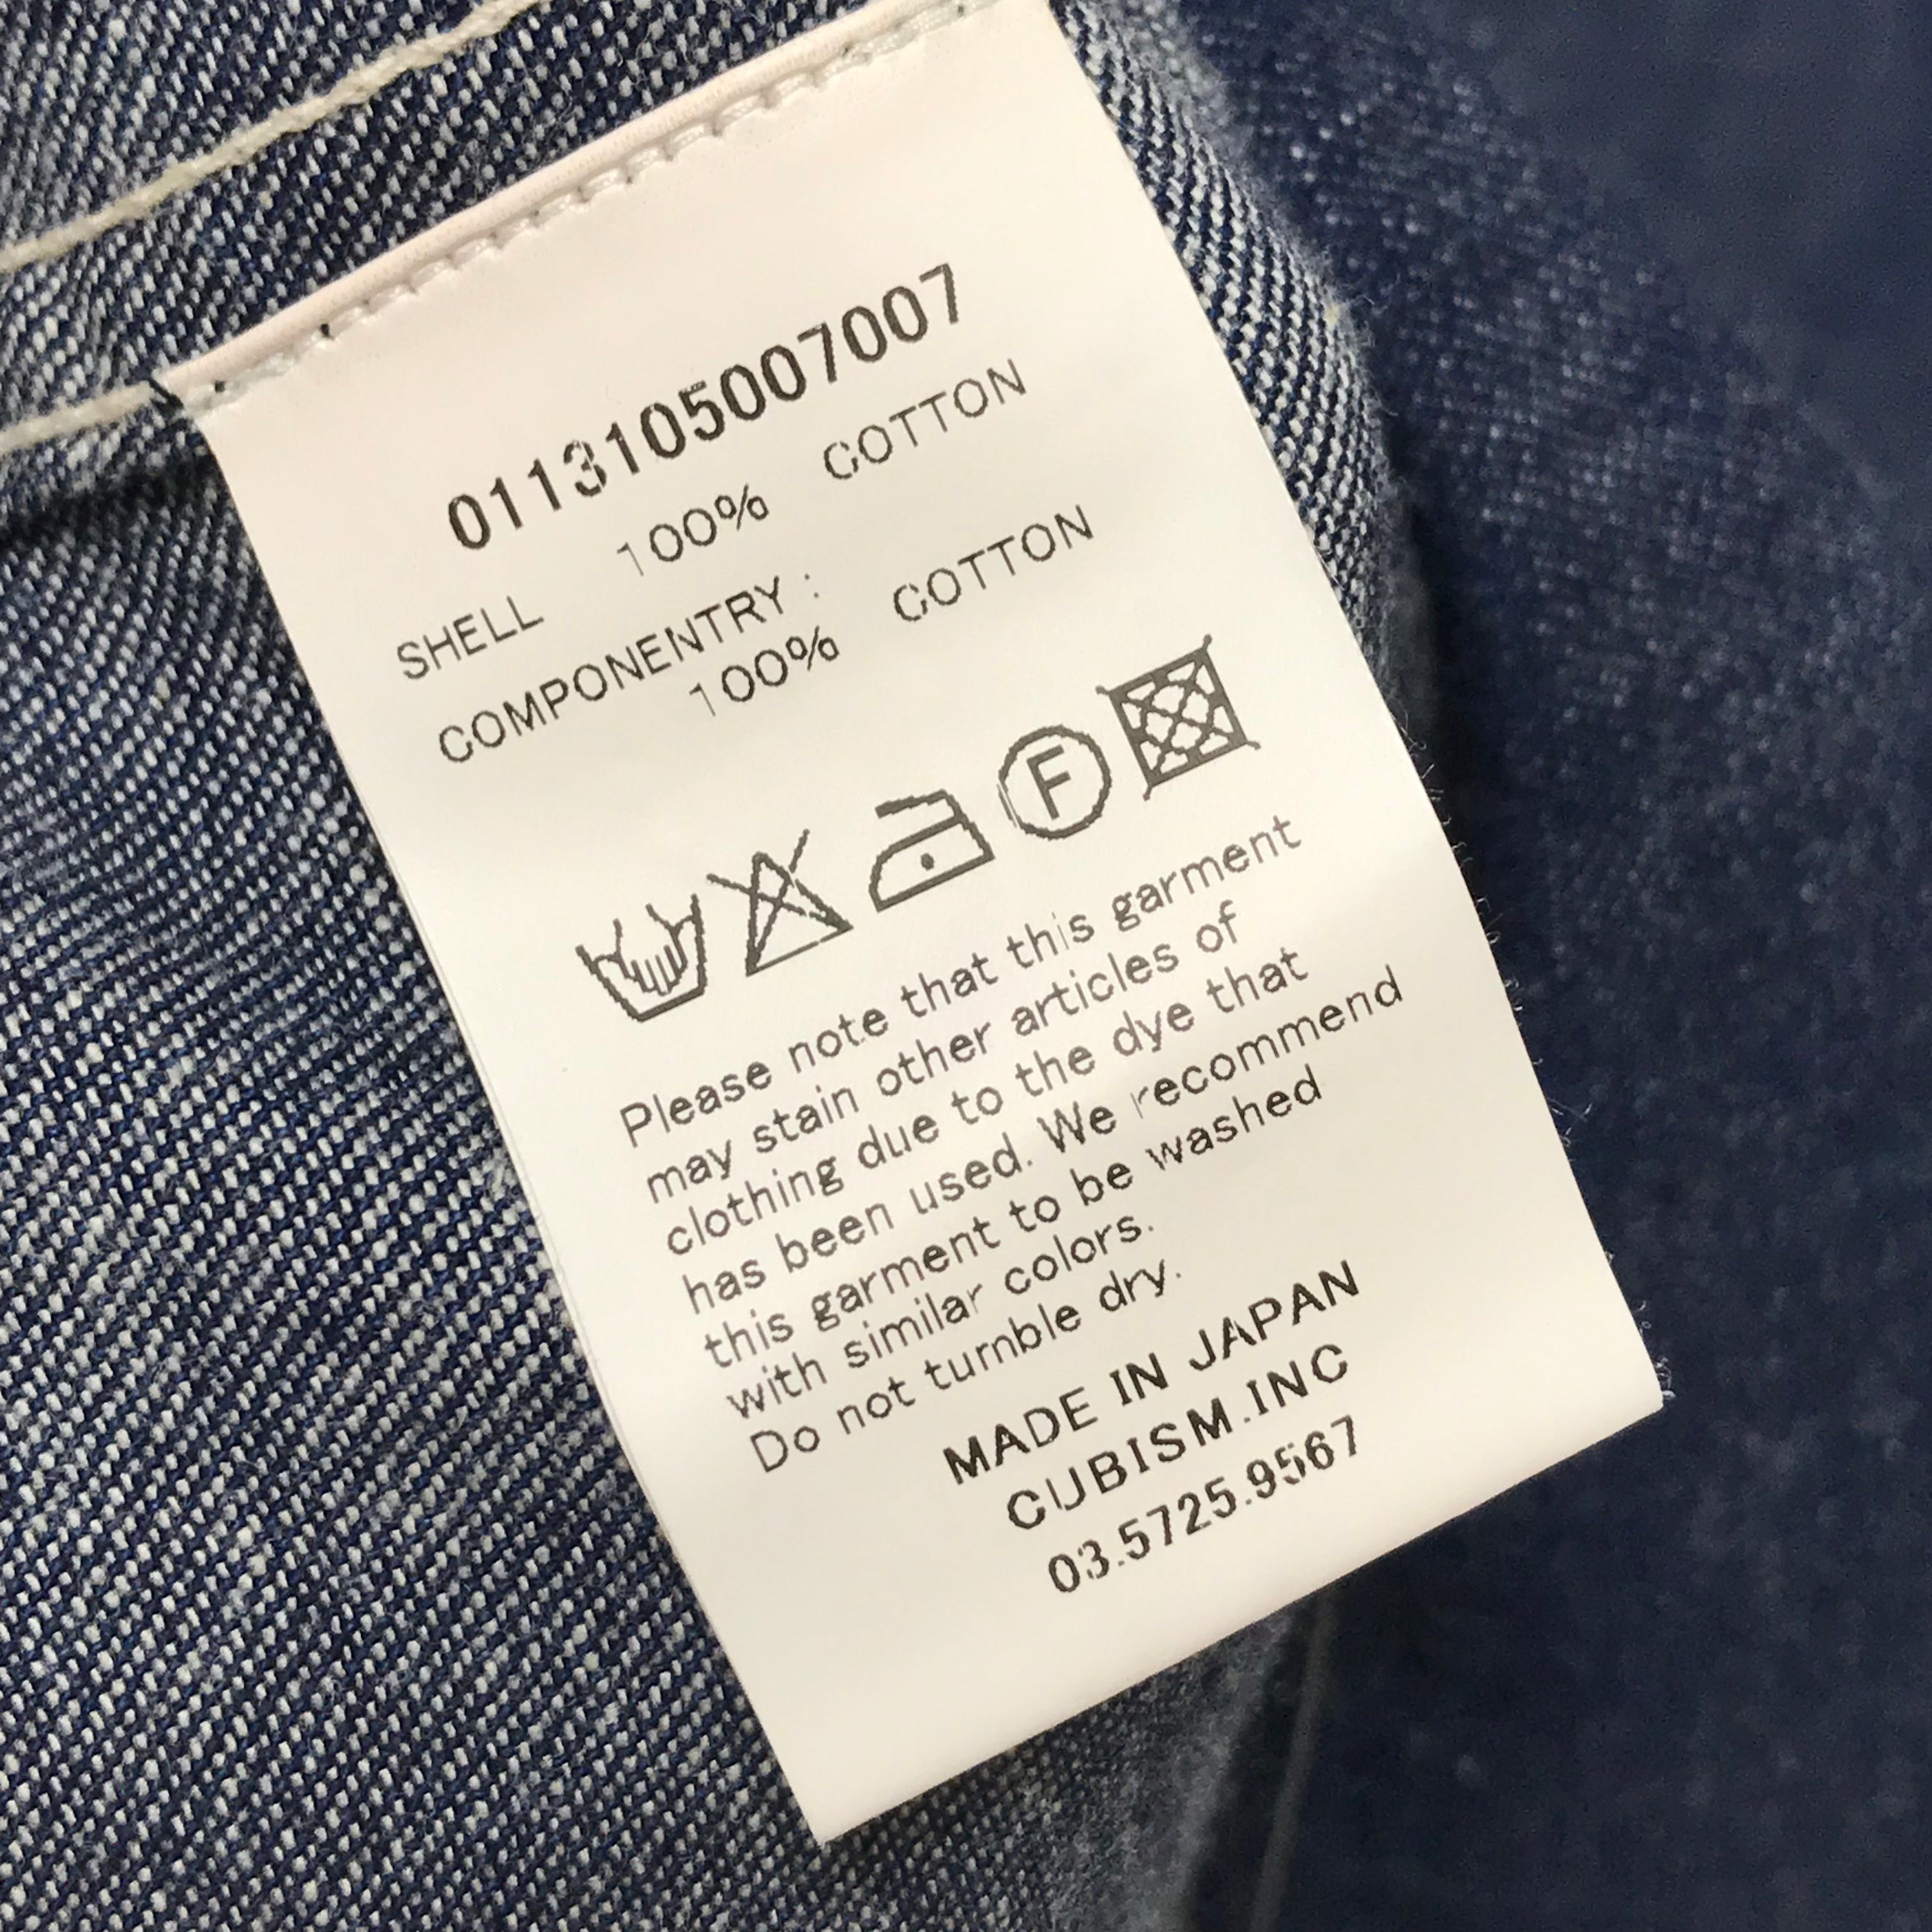 0113105007007
100% COTTON
SHELL
COMPONENTRY :
100% COTTON
F
Please note that this garment
may stain other articles of
clothing due to the dye that
has been used. We recommend
this garment to be washed
with similar colors.
Do not tumble dry.
MADE IN JAPAN
CUBISM.INC
03.5725.9567